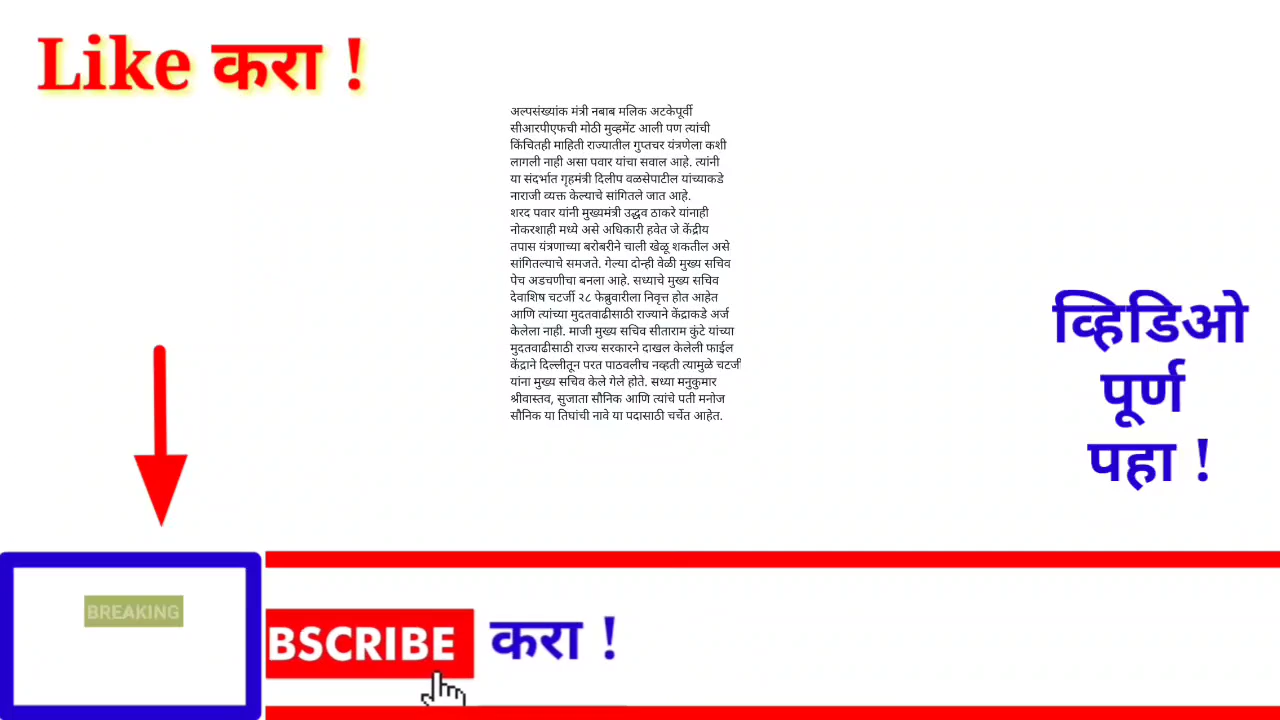 Like करा !
अल्पसंख्यांक मंत्री नबाब मलिक अटकेपूर्वी
सीआरपीएफची मोठी मुव्हमेंट आली पण त्यांची
किंचितही माहिती राज्यातील गुप्तचर यंत्रणेला कशी
लागली नाही असा पवार यांचा सवाल आहे. त्यांनी
या संदर्भात गृहमंत्री दिलीप वळसेपाटील यांच्याकडे
नाराजी व्यक्त केल्याचे सांगितले जात आहे.
शरद पवार यांनी मुख्यमंत्री उद्धव ठाकरे यांनाही
नोकरशाही मध्ये असे अधिकारी हवेत जे केंद्रीय
तपास यंत्रणाच्या बरोबरीने चाली खेळू शकतील असे
सांगितल्याचे समजते. गेल्या दोन्ही वेळी मुख्य सचिव
पेच अडचणीचा बनला आहे. सध्याचे मुख्य सचिव
देवाशिष चटर्जी २८ फेब्रुवारीला निवृत्त होत आहेत
आणि त्यांच्या मुदतवाढीसाठी राज्याने केंद्राकडे अर्ज
केलेला नाही. माजी मुख्य सचिव सीताराम कुंटे यांच्या
मुदतवाढीसाठी राज्य सरकारने दाखल केलेली फाईल
केंद्राने दिल्लीतून परत पाठवलीच नव्हती त्यामुळे चटर्जी
यांना मुख्य सचिव केले गेले होते. सध्या मनुकुमार
श्रीवास्तव, सुजाता सौनिक आणि त्यांचे पती मनोज
सौनिक या तिघांची नावे या पदासाठी चर्चेत आहेत.
व्हिडिओ
पूर्ण
पहा !
BREAKING
BSCRIBE करा !